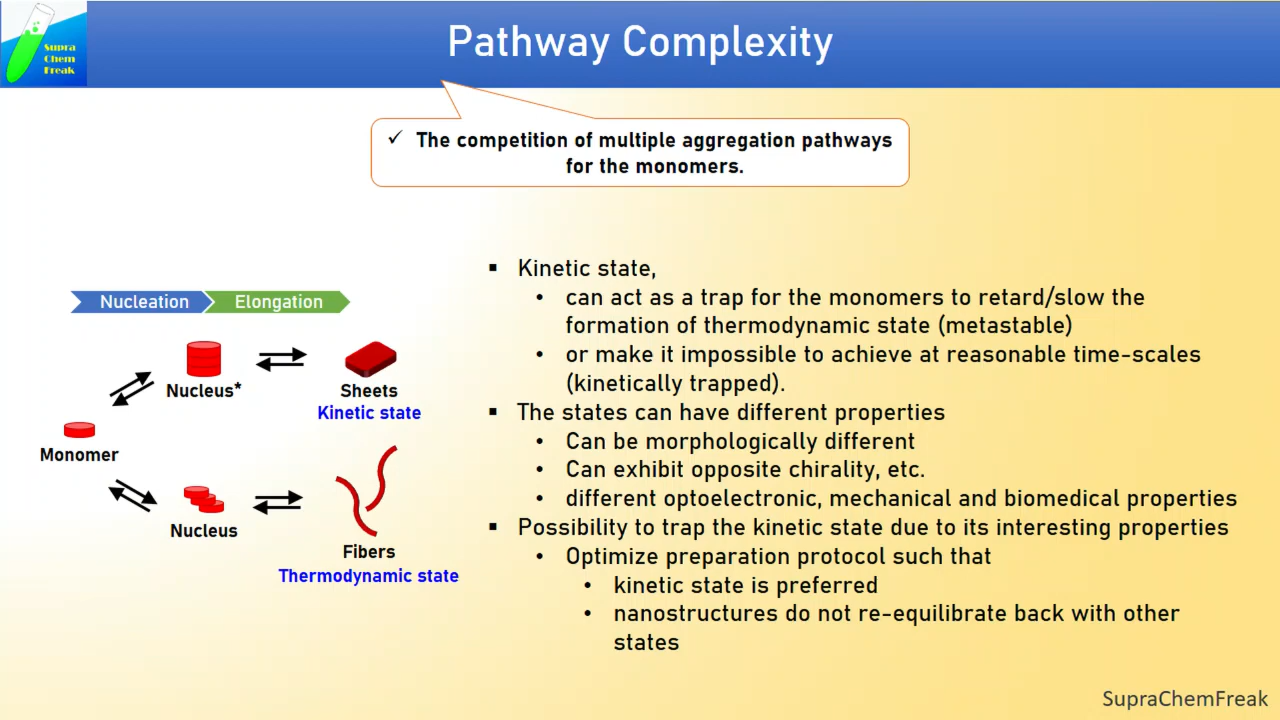 Supra
Chem
Freak
Pathway Complexity
✓ The competition of multiple aggregation pathways
for the monomers.
Nucleation
Elongation
Nucleus*
Sheets
Kinetic state
Monomer
Nucleus
Fibers
Thermodynamic state
▪ Kinetic state,
• can act as a trap for the monomers to retard/slow the
formation of thermodynamic state (metastable)
• or make it impossible to achieve at reasonable time-scales
(kinetically trapped).
▪ The states can have different properties
• Can be morphologically different
• Can exhibit opposite chirality, etc.
• different optoelectronic, mechanical and biomedical properties
▪ Possibility to trap the kinetic state due to its interesting properties
• Optimize preparation protocol such that
• kinetic state is preferred
• nanostructures do not re-equilibrate back with other
states
SupraChemFreak